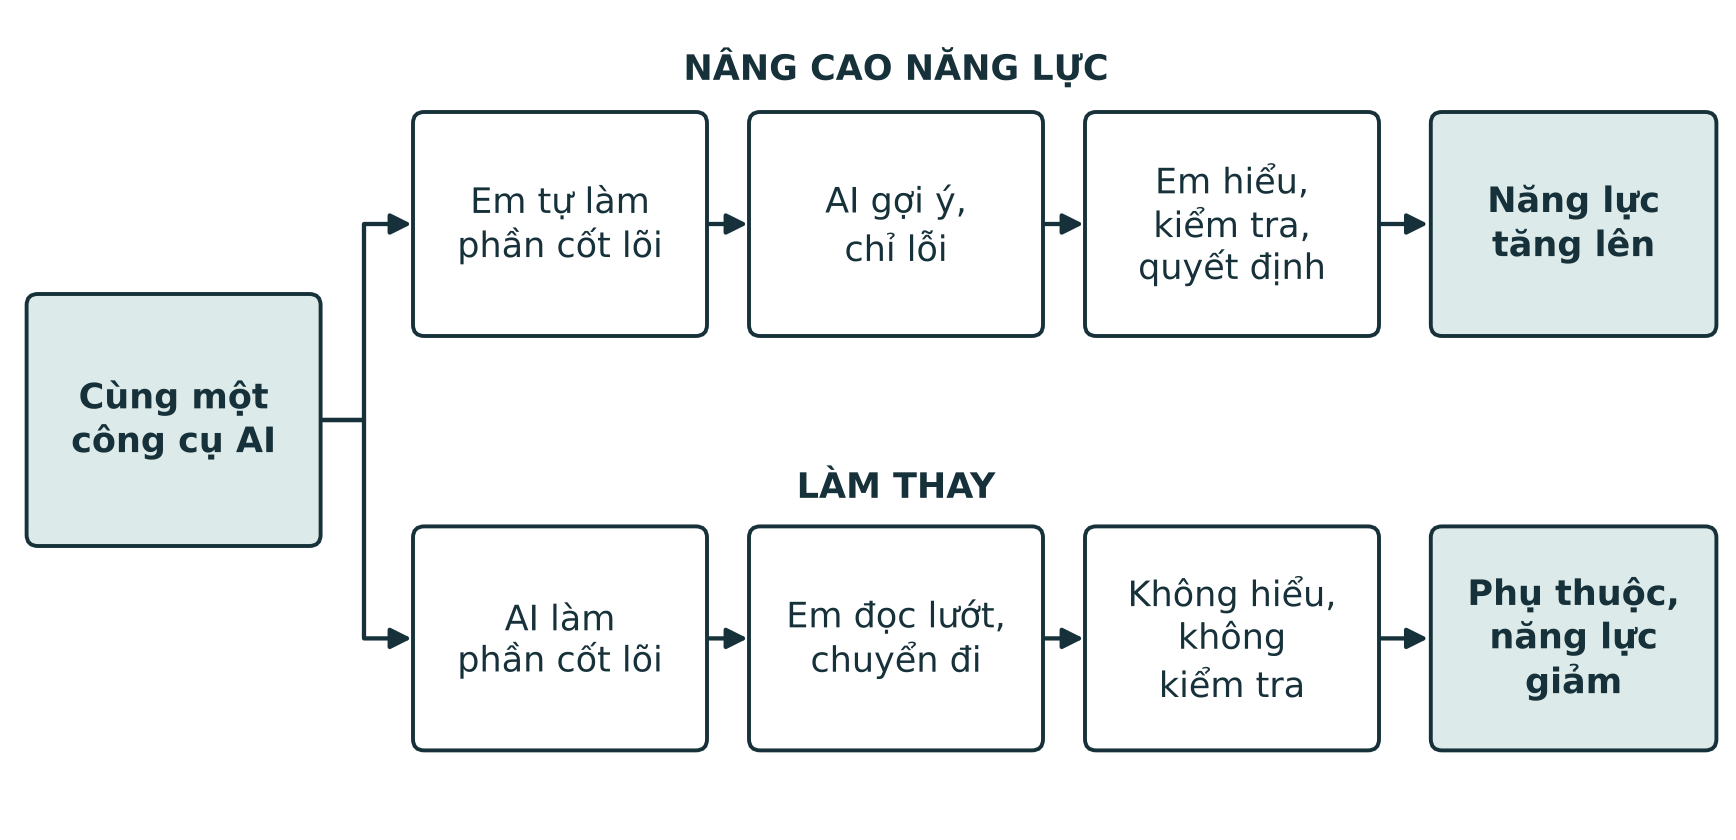 NÂNG CAO NĂNG LỰC
Em tự làm
phần cốt lõi
AI gợi ý,
chỉ lỗi
Em hiểu,
kiểm tra,
quyết định
Năng lực
tăng lên
Cùng một
công cụ AI
LÀM THAY
AI làm
phần cốt lõi
Em đọc lướt,
chuyển đi
Không hiểu,
không
kiểm tra
Phụ thuộc,
năng lực
giảm